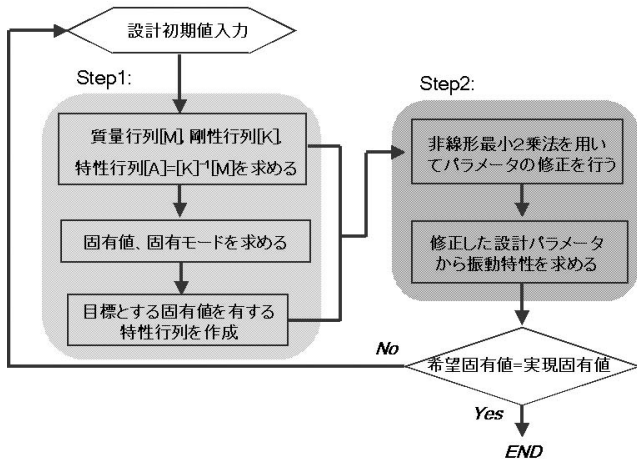 設計初期値入力
Step1:
質量行列[M], 剛性行列[K],
特性行列[A]=[K]⁻¹[M]を求める
固有値、固有モードを求める
目標とする固有値を有する
特性行列を作成
Step2:
非線形最小2乗法を用い
てパラメータの修正を行う
修正した設計パラメータ
から振動特性を求める
希望固有値=実現固有値
No
Yes
END